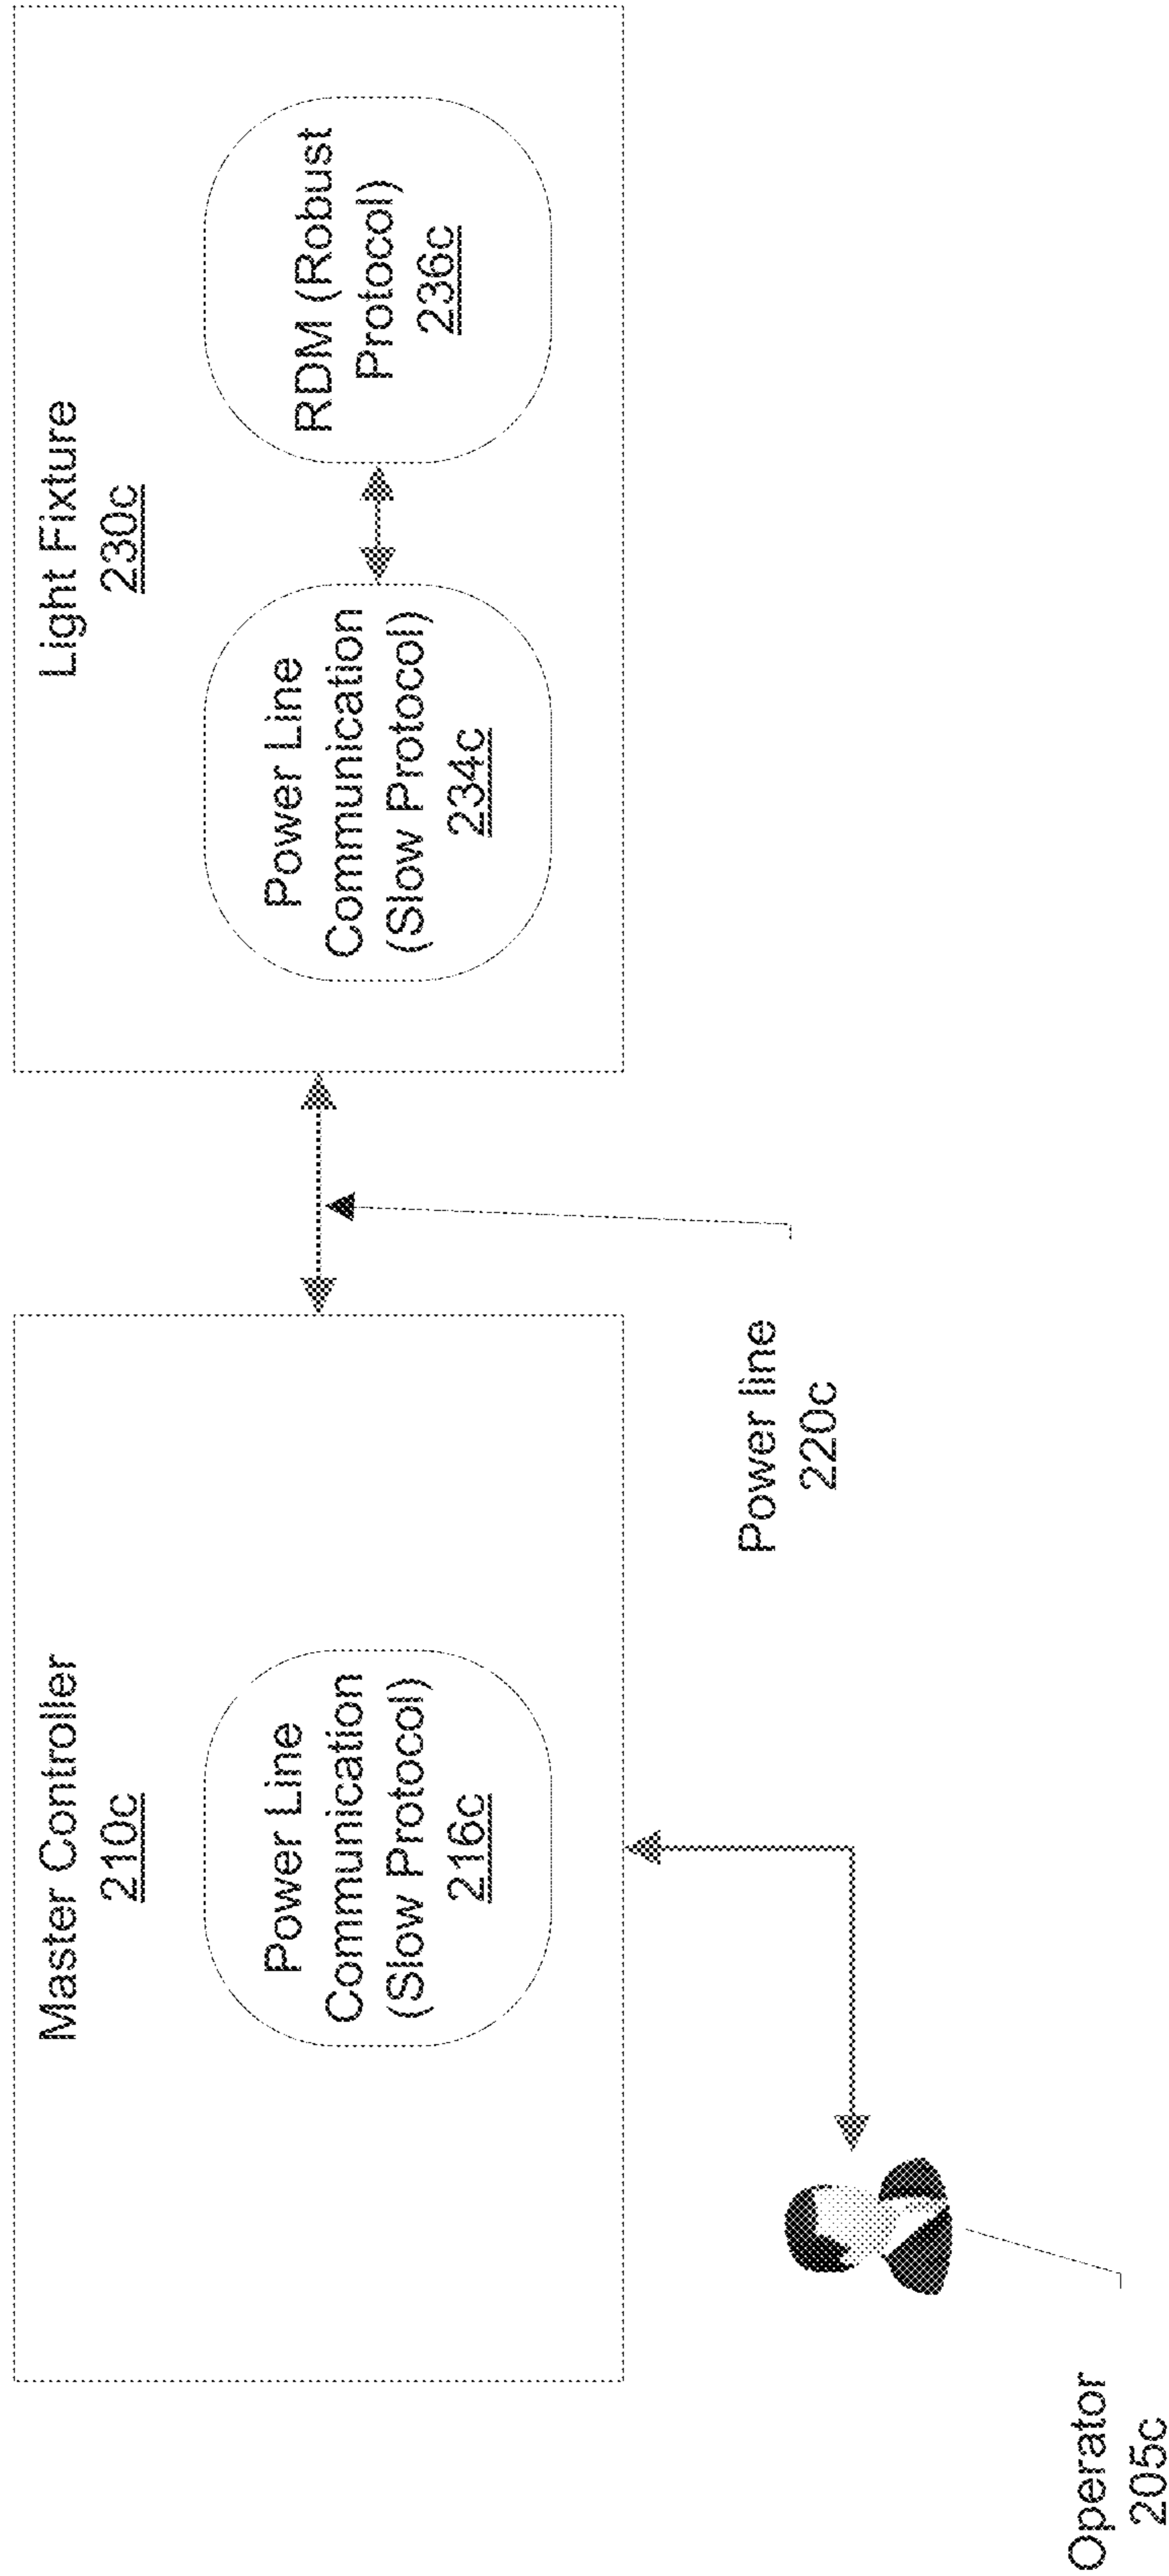 Master Controller
210c
Power Line
Communication
(Slow Protocol)
216c
Light Fixture
230c
Power Line
Communication
(Slow Protocol)
234c
RDM (Robust
Protocol)
236c
Power line
220c
Operator
205c